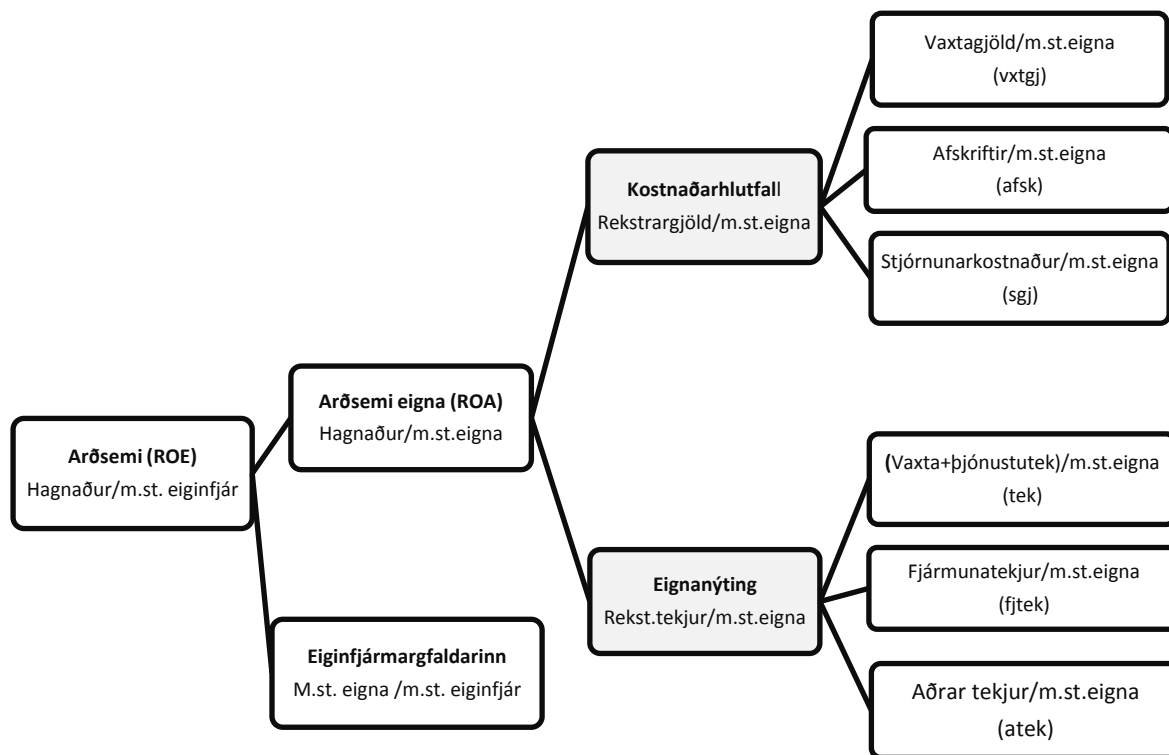 Vaxtagjöld/m.st.eigna
(vxtgj)
Afskriftir/m.st.eigna
(afsk)
Kostnaðarhlutfall
Rekstrargjöld/m.st.eigna
Stjórnunarkostnaður/m.st.eigna
(sgj)
Arðsemi eigna (ROA)
Hagnaður/m.st.eigna
Arðsemi (ROE)
Hagnaður/m.st. eiginfjár
(Vaxta+þjónustutek)/m.st.eigna
(tek)
Eignanýting
Rekst.tekjur/m.st.eigna
Fjármunatekjur/m.st.eigna
(fjtek)
Eiginfjármargfaldarinn
M.st. eigna /m.st. eiginfjár
Aðrar tekjur/m.st.eigna
(atek)